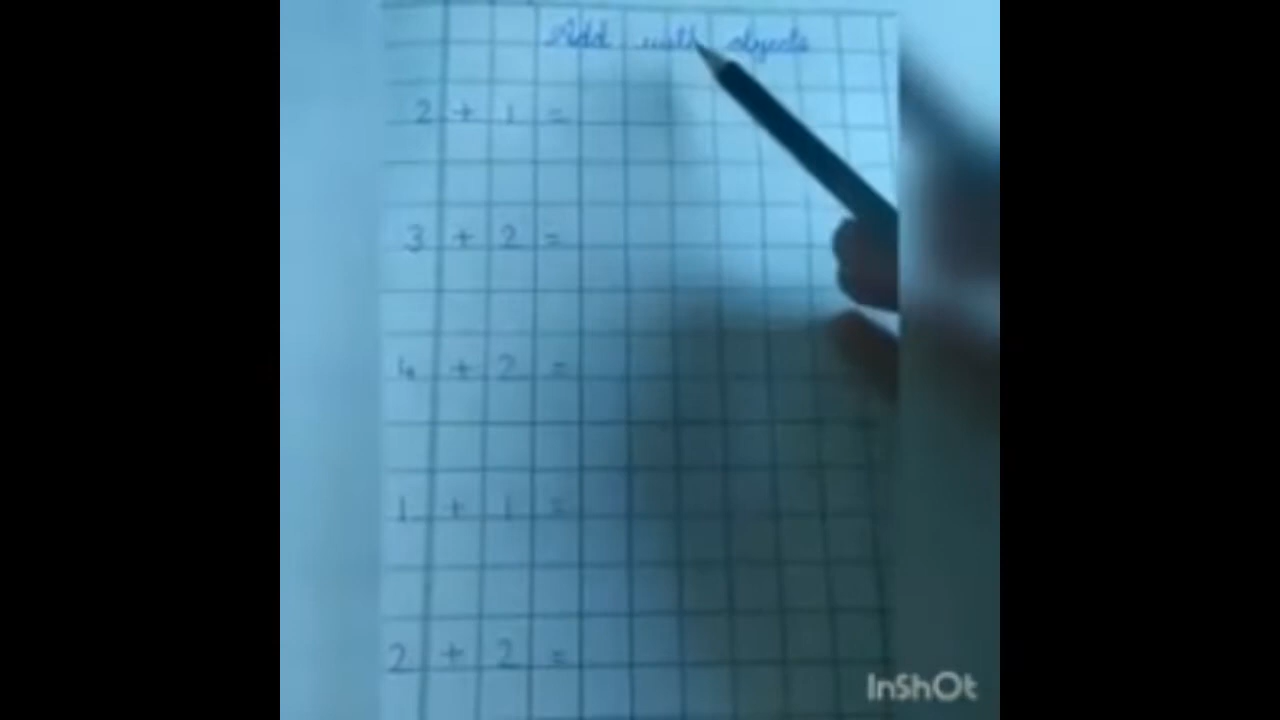 Add with objects
2 + 1 =
3 + 2 =
4 + 2 =
1 + 1 =
2 + 2 =
InShOt